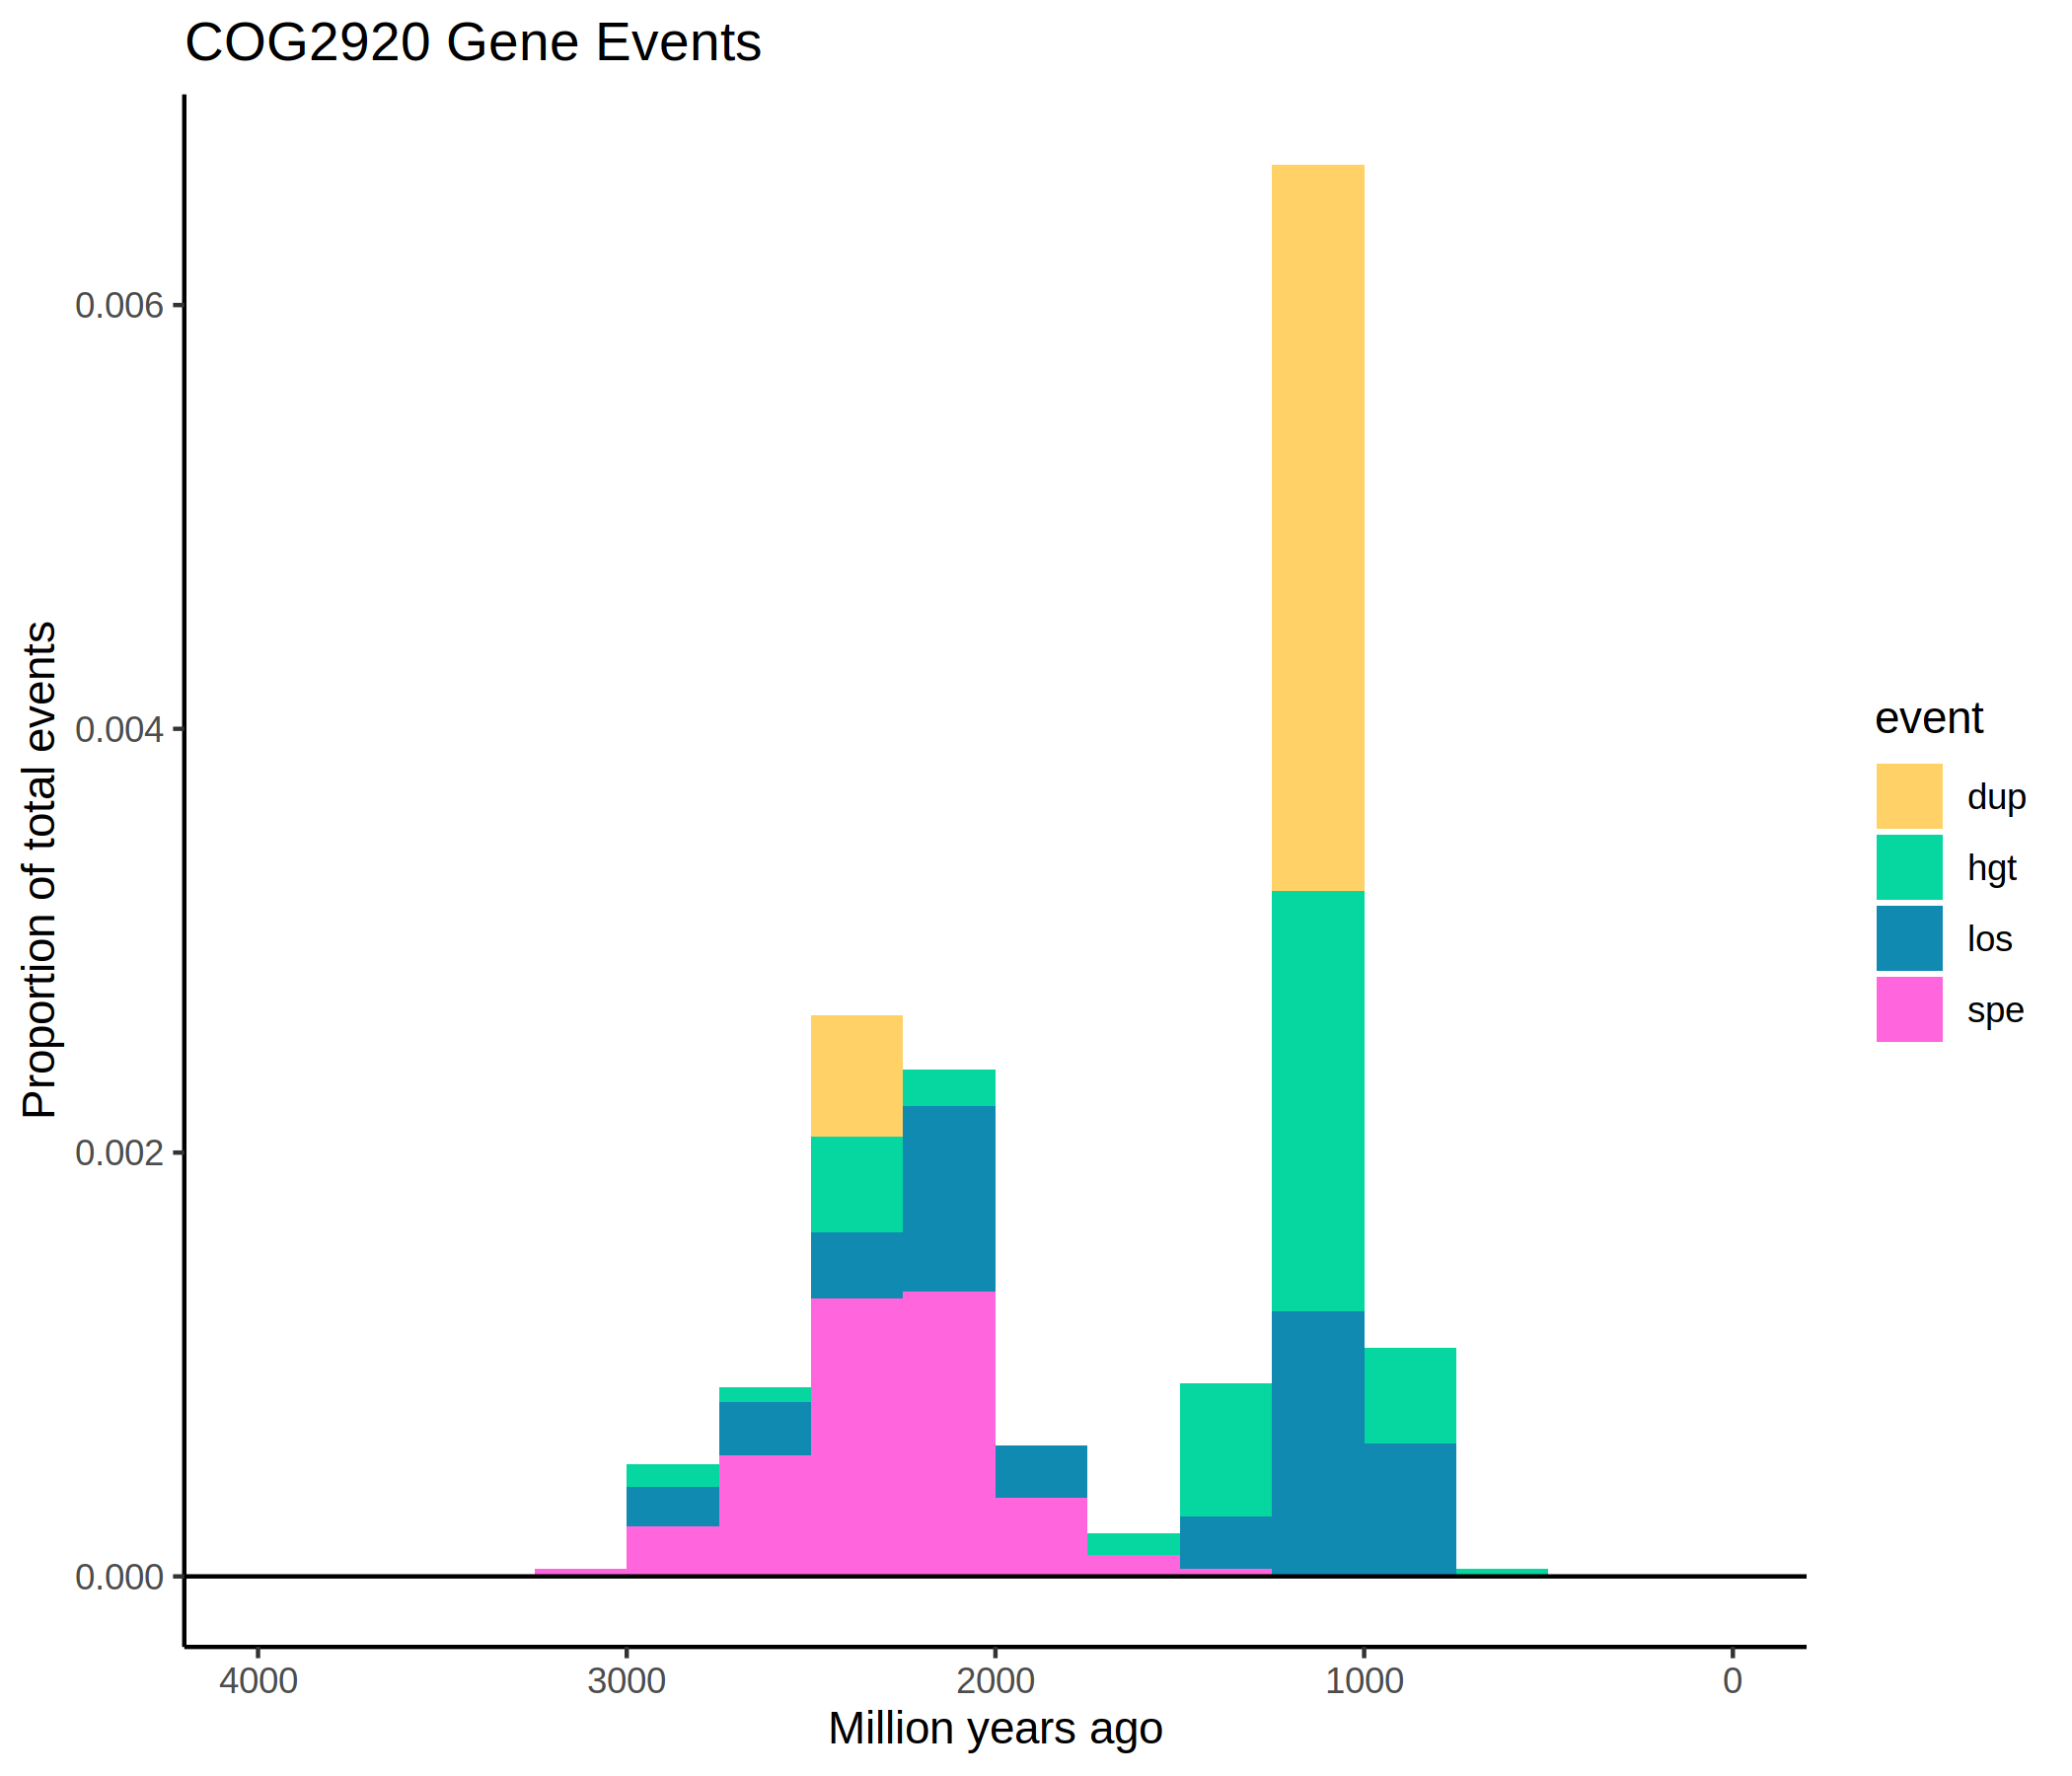 COG2920 Gene Events
Proportion of total events
0.006
0.004
0.002
0.000
4000 3000 2000 1000 0
Million years ago
event
dup
hgt
los
spe